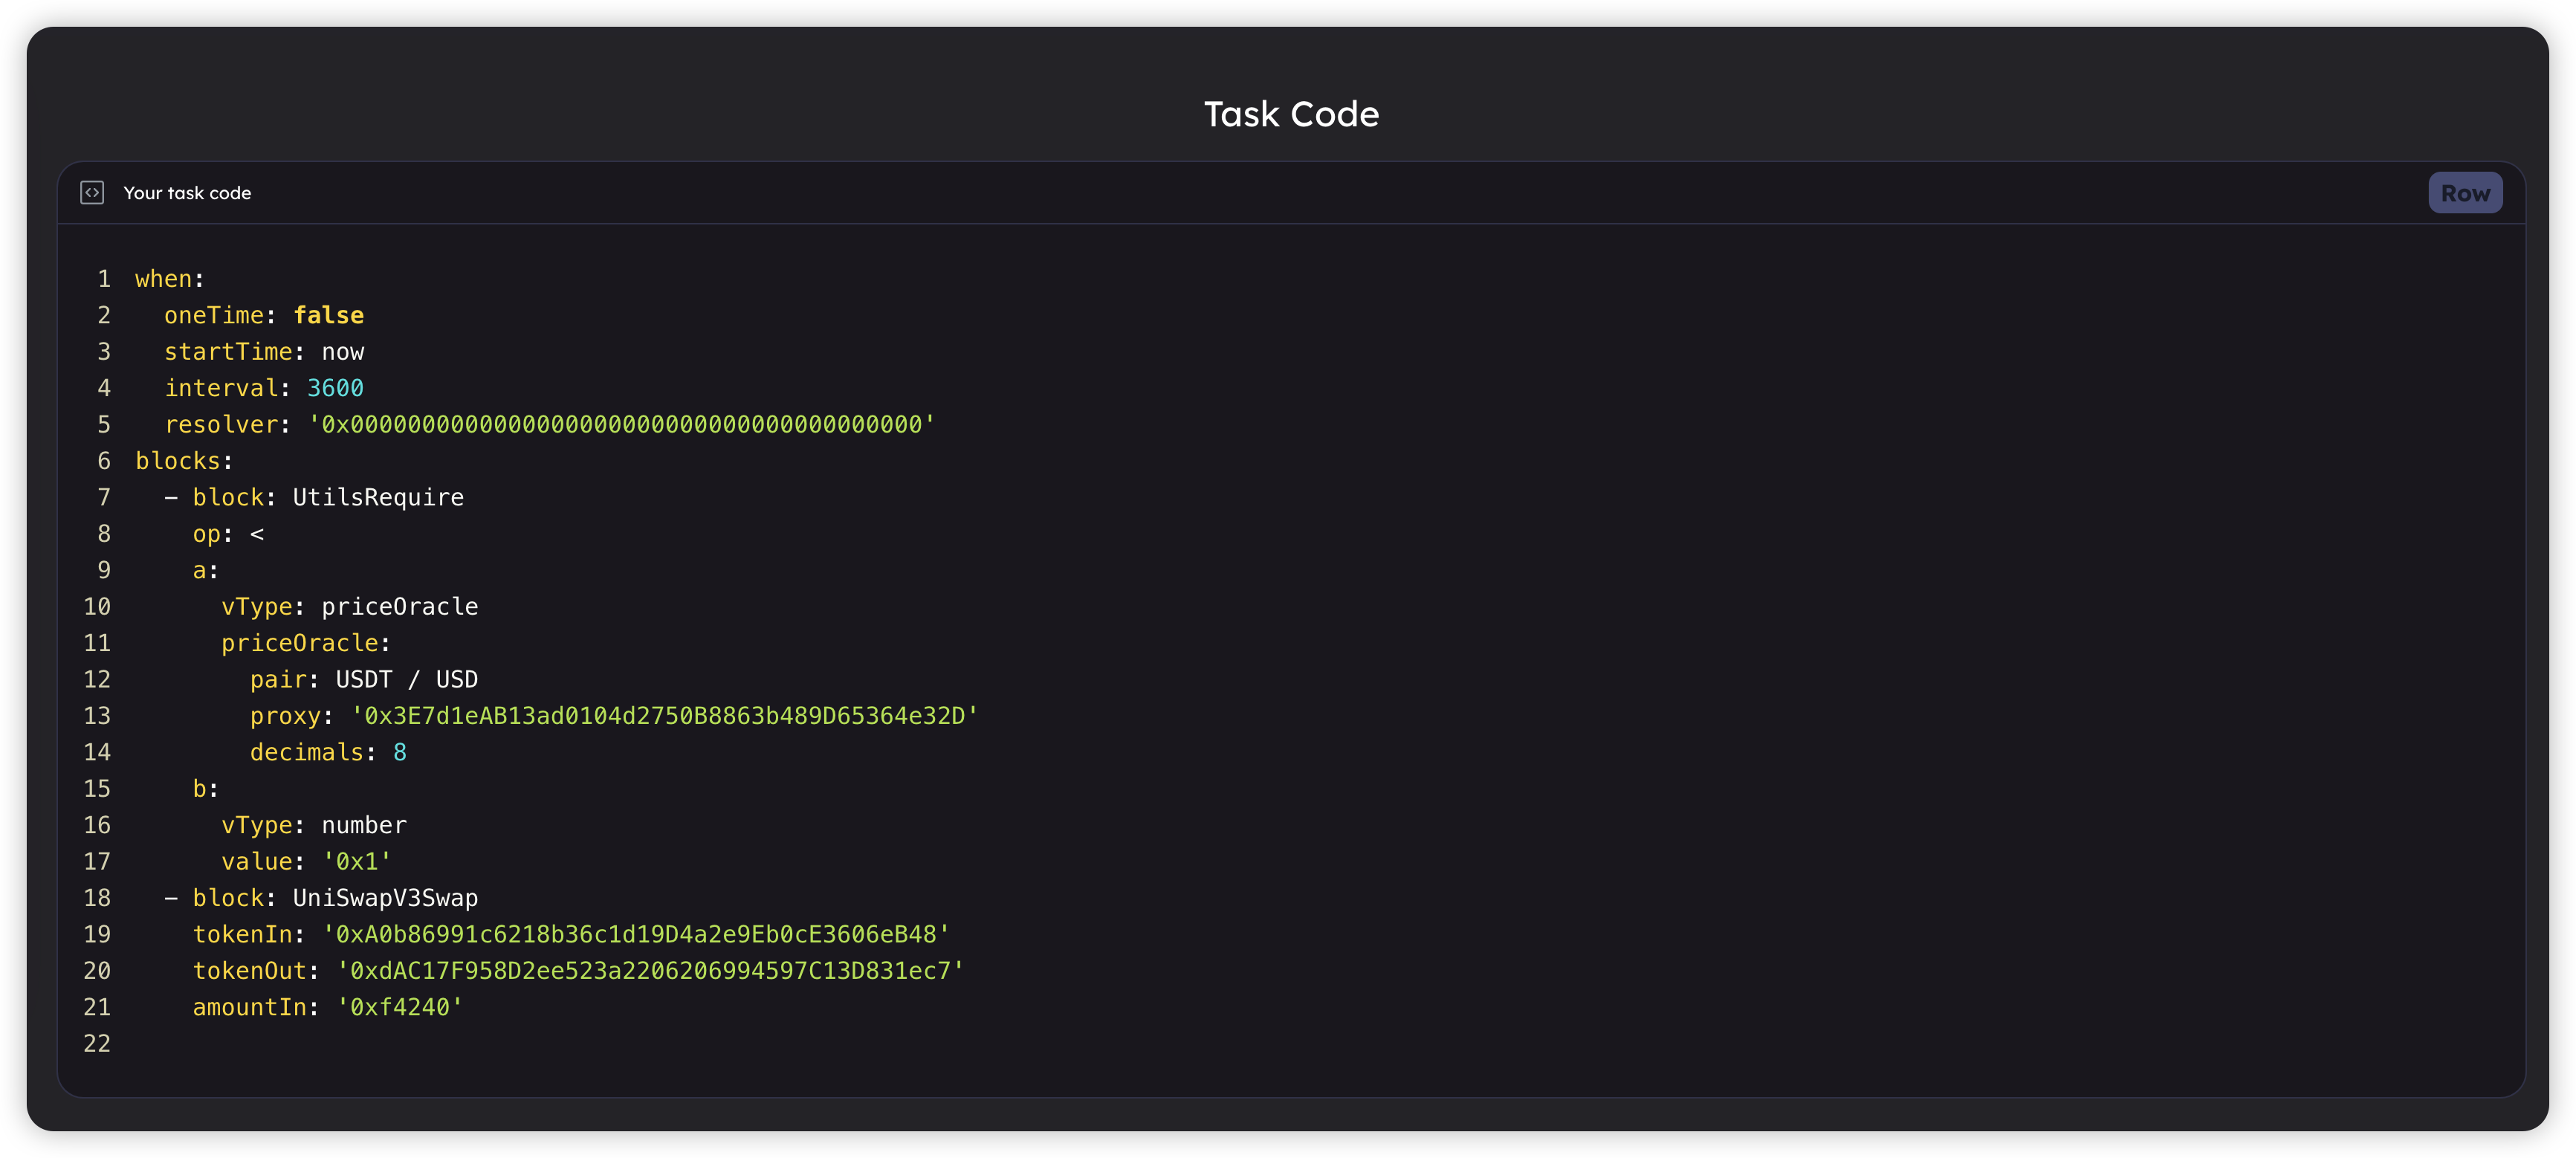 Task Code
Your task code
Row
1 when:
2   oneTime: false
3   startTime: now
4   interval: 3600
5   resolver: '0x0000000000000000000000000000000000000000'
6 blocks:
7   - block: UtilsRequire
8     op: <
9     a:
10       vType: priceOracle
11       priceOracle:
12         pair: USDT / USD
13         proxy: '0x3E7d1eAB13ad0104d2750B8863b489D65364e32D'
14         decimals: 8
15     b:
16       vType: number
17       value: '0x1'
18   - block: UniSwapV3Swap
19     tokenIn: '0xA0b86991c6218b36c1d19D4a2e9Eb0cE3606eB48'
20     tokenOut: '0xdAC17F958D2ee523a2206206994597C13D831ec7'
21     amountIn: '0xf4240'
22